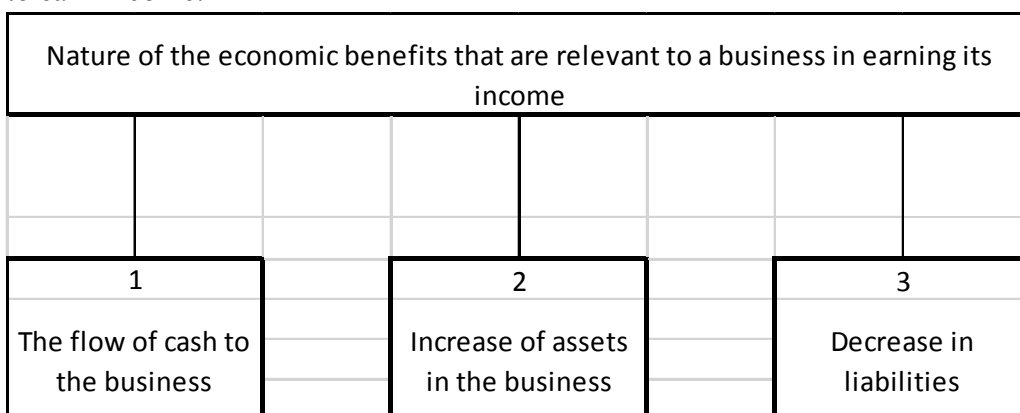 Nature of the economic benefits that are relevant to a business in earning its
income
1
The flow of cash to
the business
2
Increase of assets
in the business
3
Decrease in
liabilities